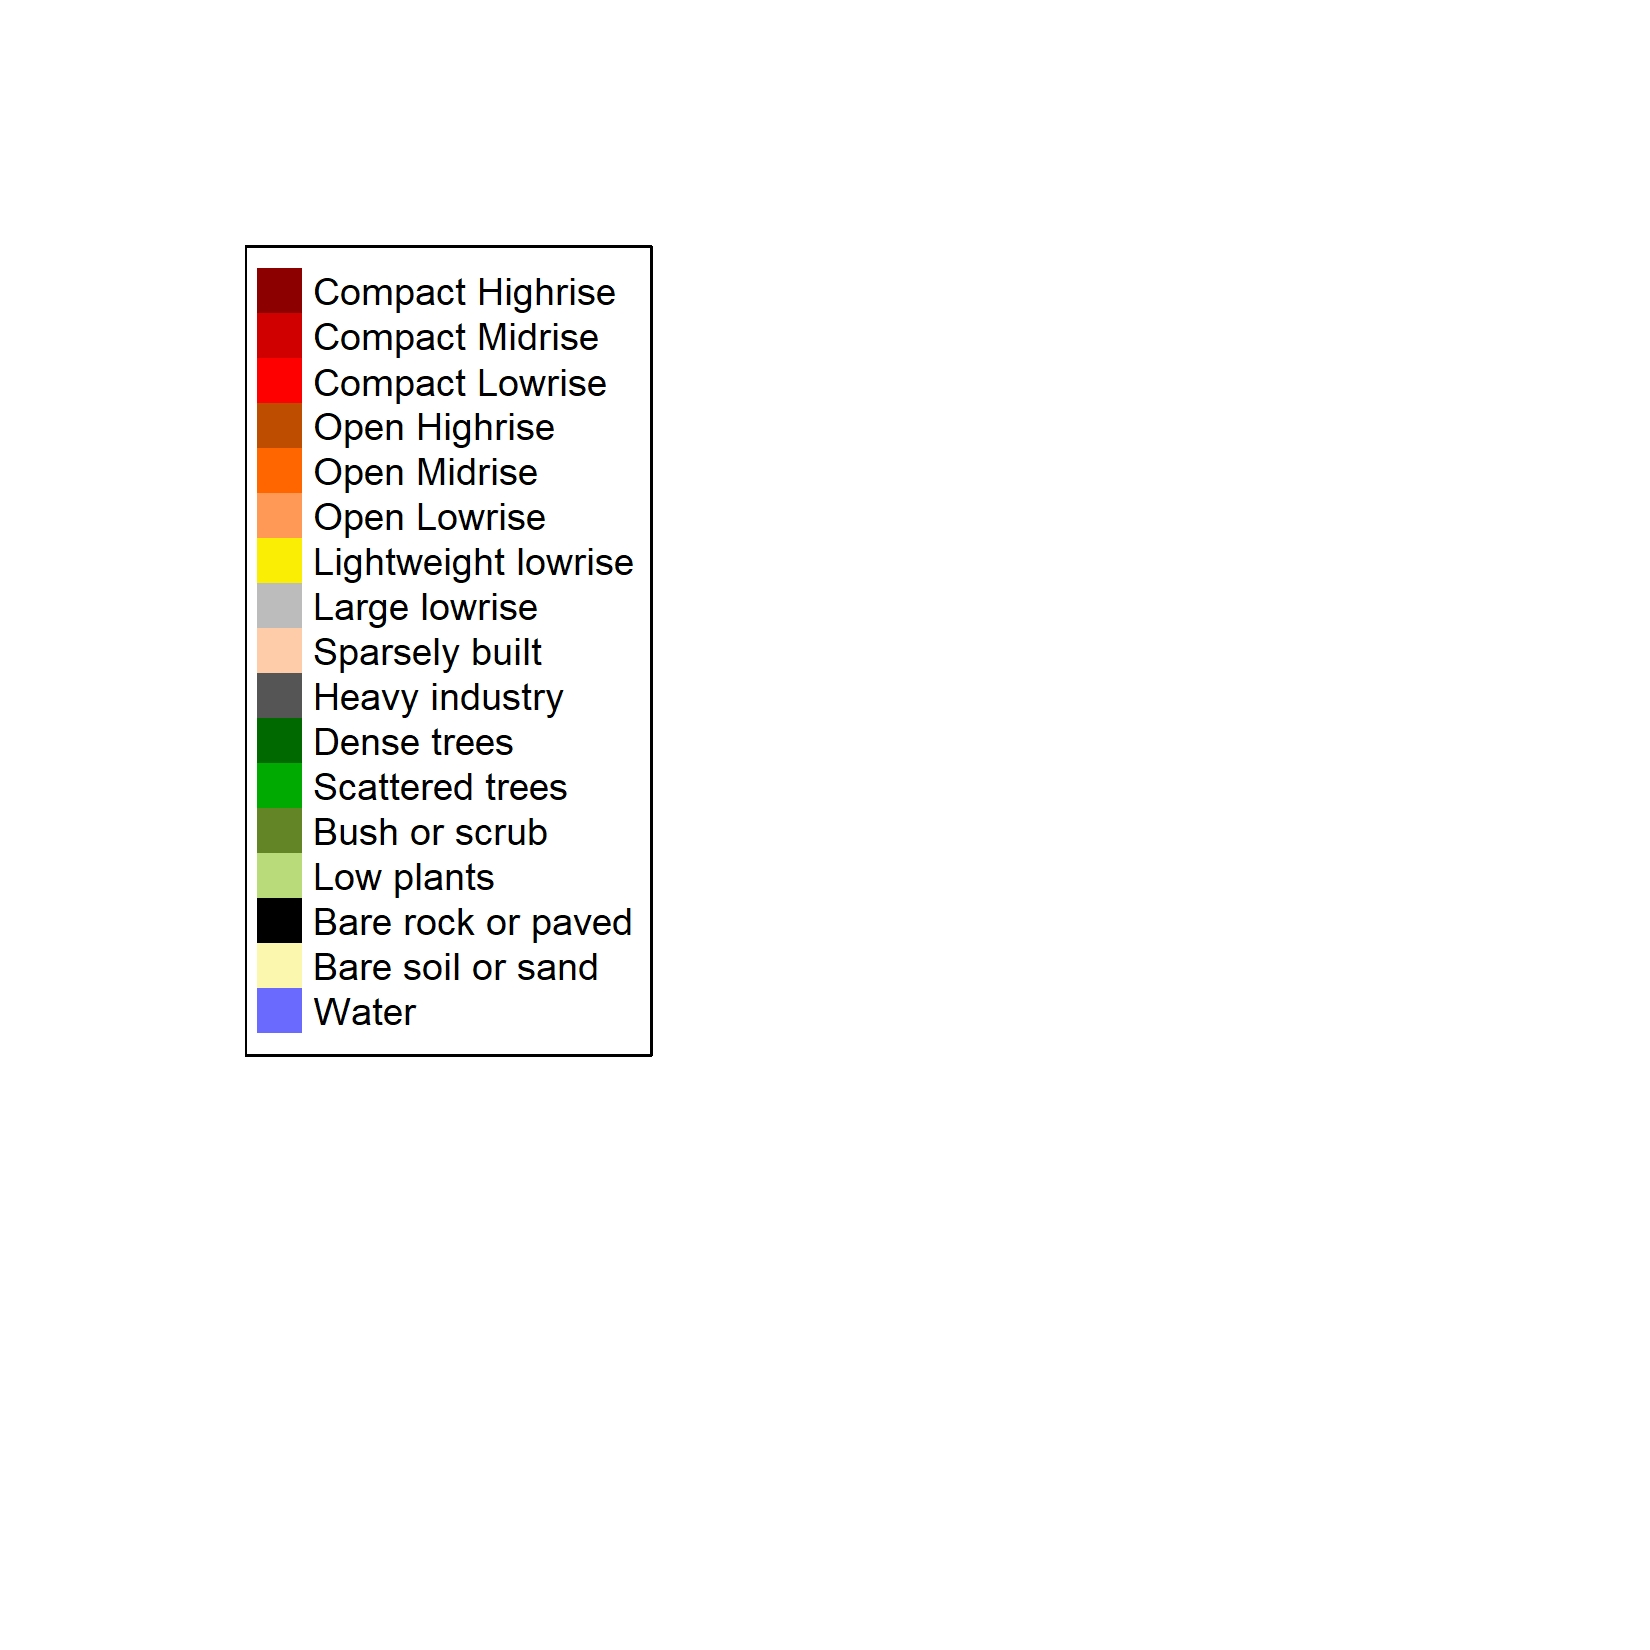 Compact Highrise
Compact Midrise
Compact Lowrise
Open Highrise
Open Midrise
Open Lowrise
Lightweight lowrise
Large lowrise
Sparsely built
Heavy industry
Dense trees
Scattered trees
Bush or scrub
Low plants
Bare rock or paved
Bare soil or sand
Water